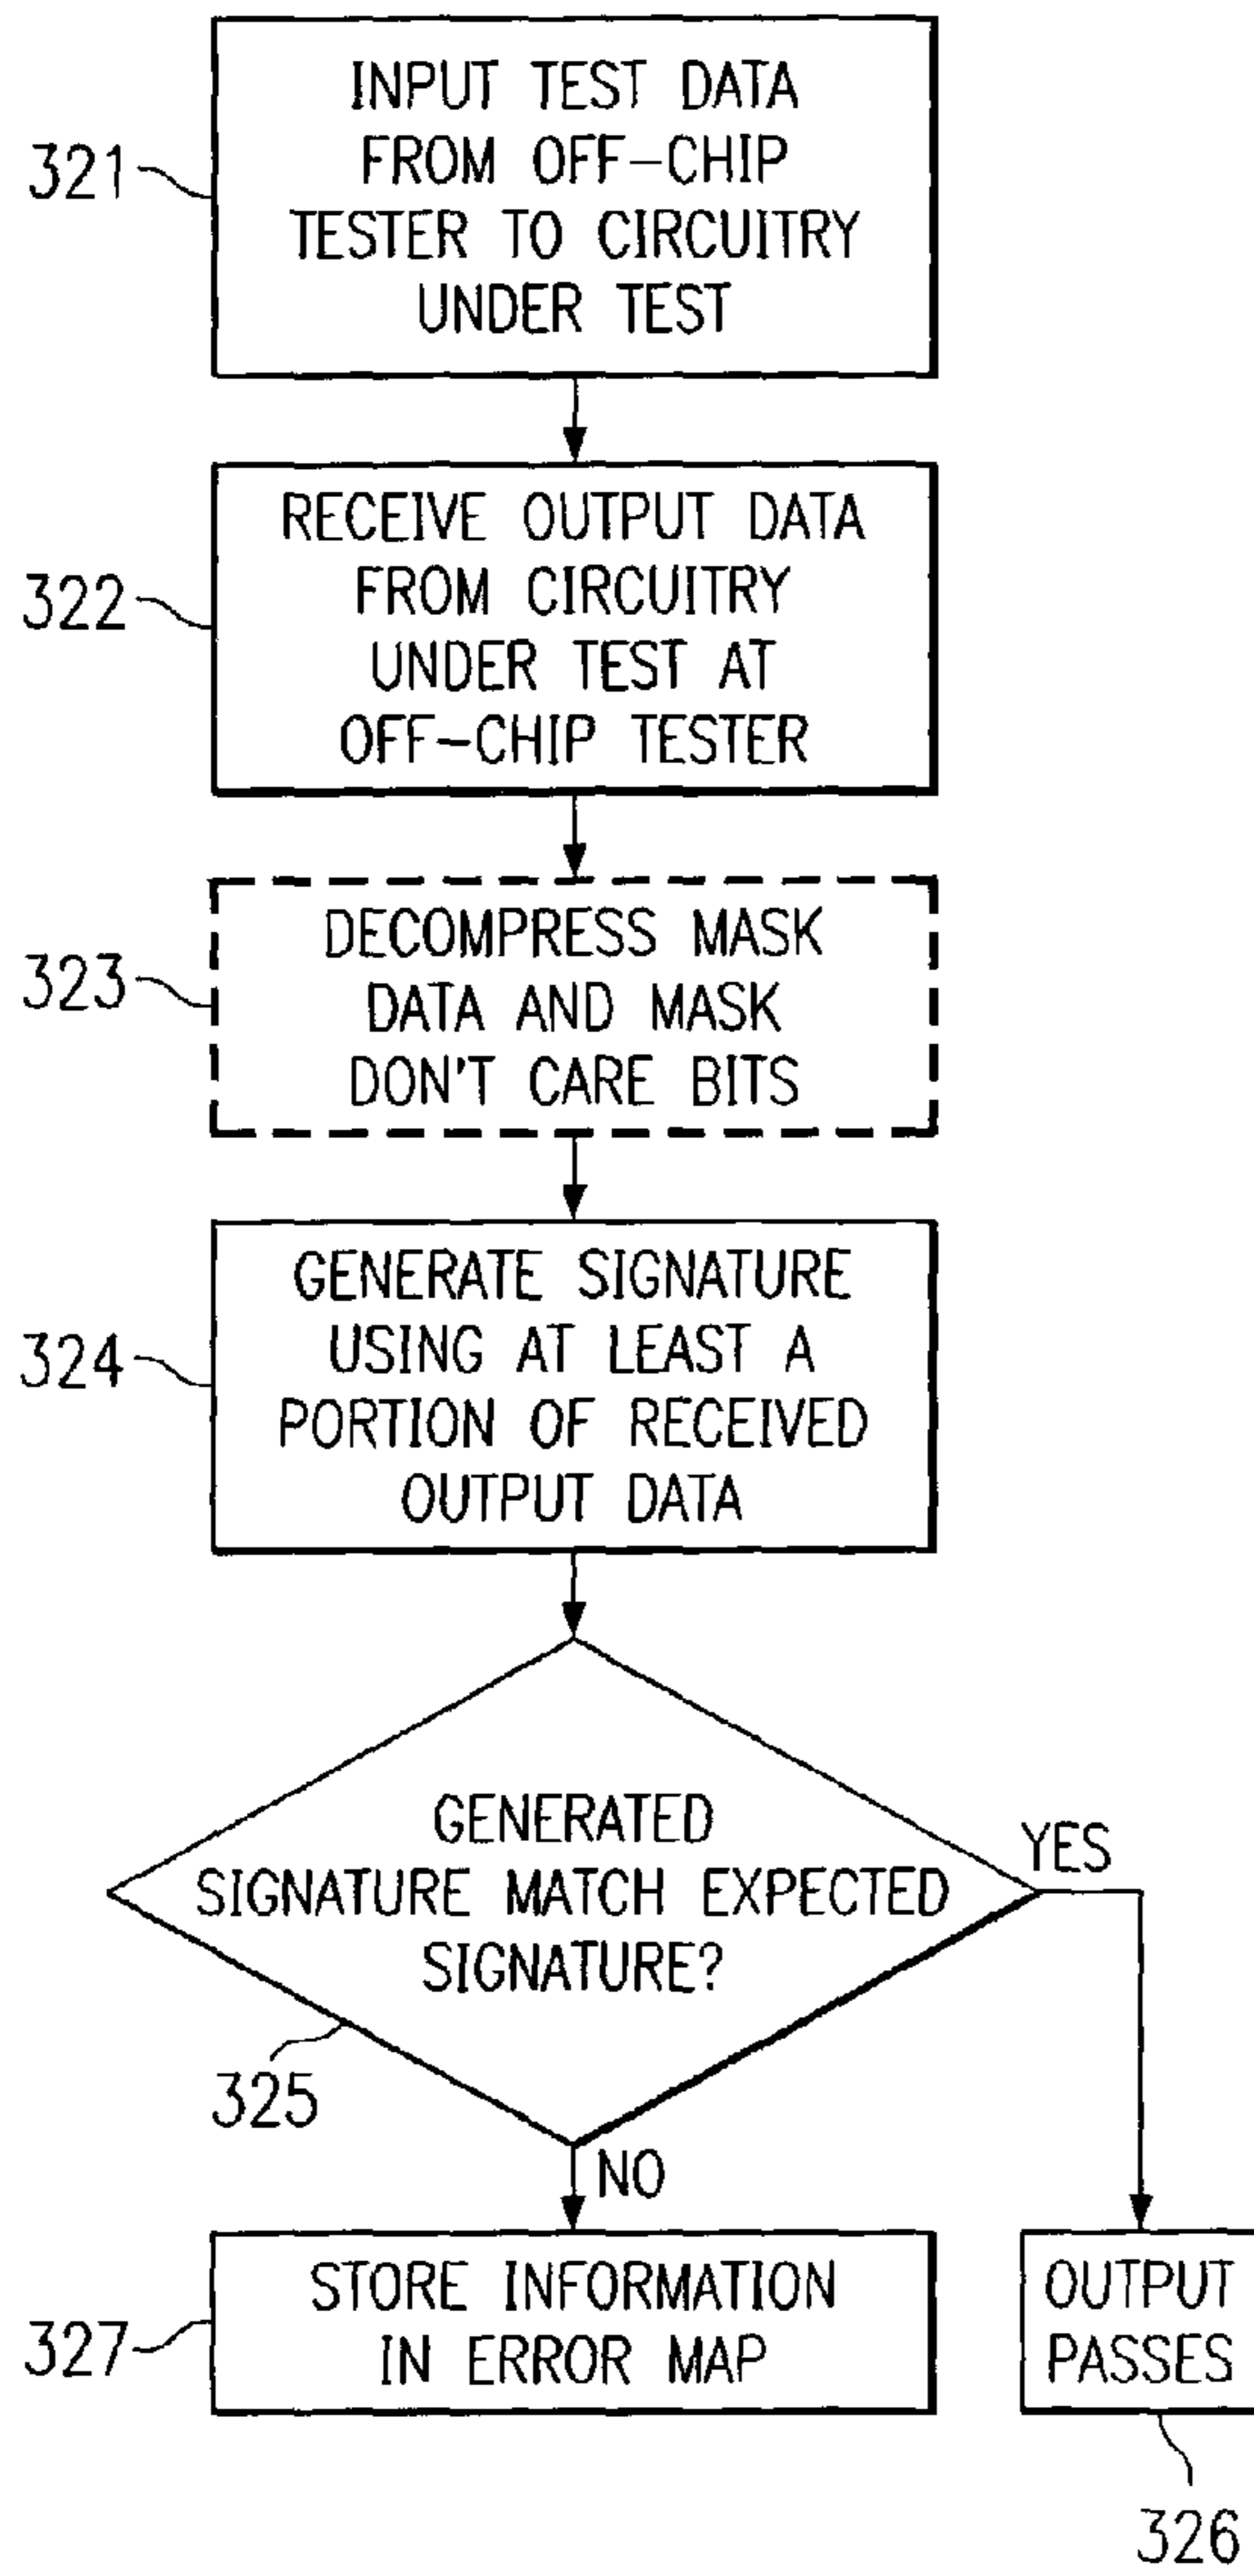 INPUT TEST DATA
FROM OFF-CHIP
TESTER TO CIRCUITRY
UNDER TEST
321
RECEIVE OUTPUT DATA
FROM CIRCUITRY
UNDER TEST AT
OFF-CHIP TESTER
322
DECOMPRESS MASK
DATA AND MASK
DON'T CARE BITS
323
GENERATE SIGNATURE
USING AT LEAST A
PORTION OF RECEIVED
OUTPUT DATA
324
GENERATED
SIGNATURE MATCH EXPECTED
SIGNATURE?
YES
325
NO
STORE INFORMATION
IN ERROR MAP
327
OUTPUT
PASSES
326